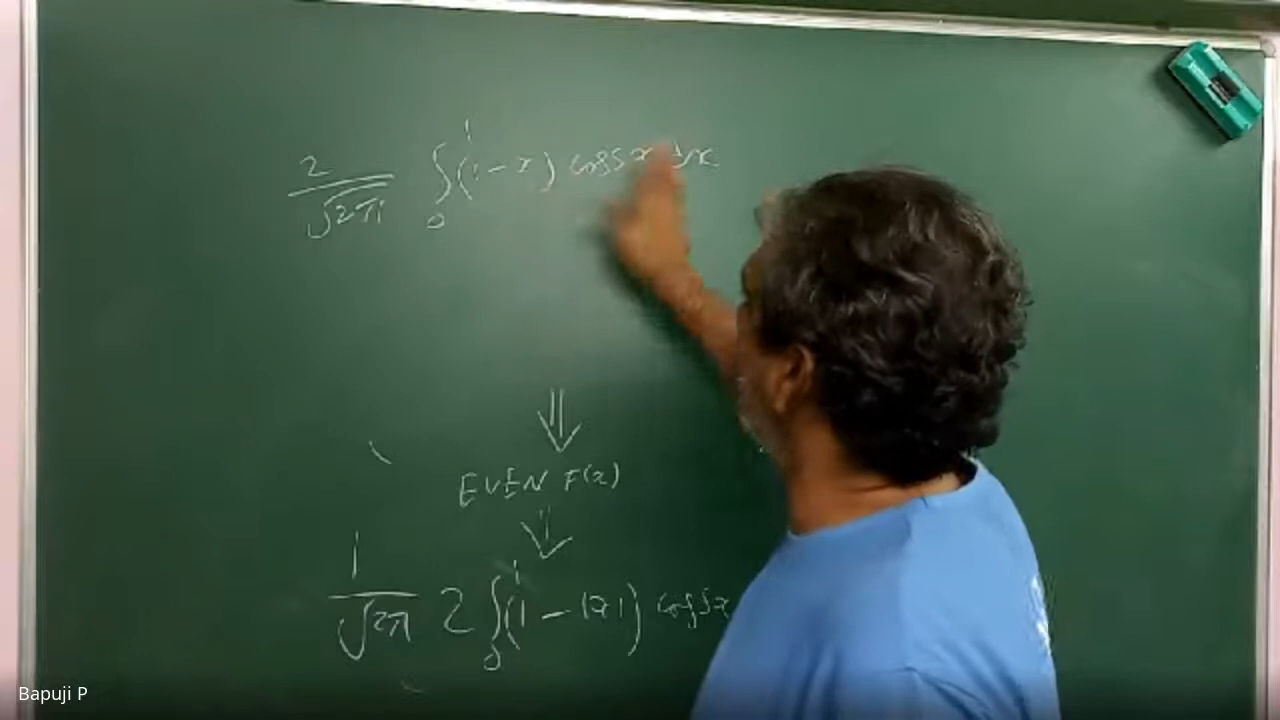 2/√2π ∫₀¹ (1-x) cos sx dx
⇓
EVEN F(x)
⇓
1/√2π 2 ∫₀¹ (1-|x|) cos sx
Bapuji P